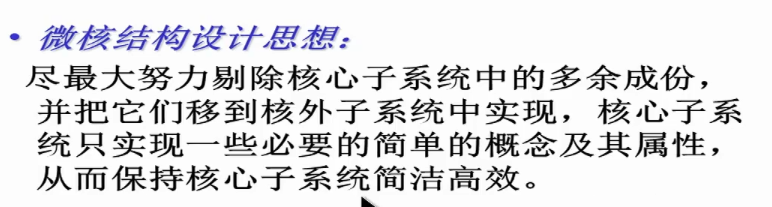 • 微核结构设计思想：
尽最大努力剔除核心子系统中的多余成份，
并把它们移到核外子系统中实现，核心子系
统只实现一些必要的简单的概念及其属性，
从而保持核心子系统简洁高效。